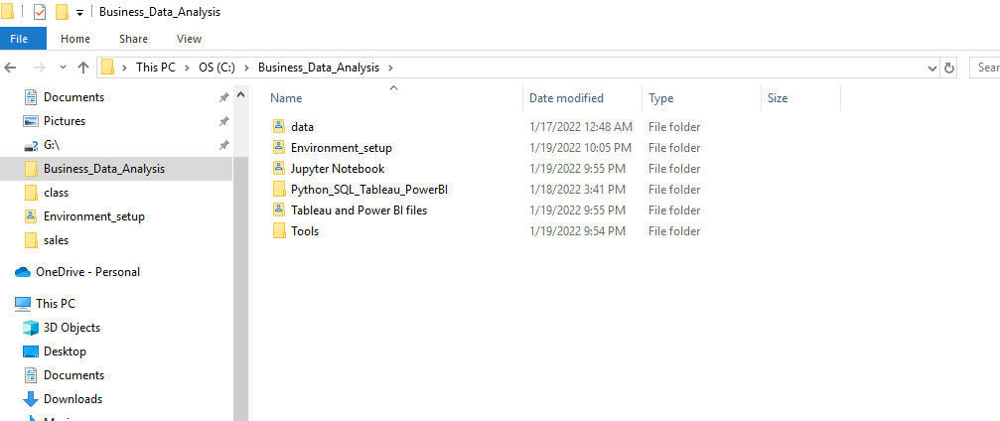 Business_Data_Analysis
File Home Share View
This PC OS (C:) Business_Data_Analysis
Documents
Pictures
G:\
Business_Data_Analysis
class
Environment_setup
sales
OneDrive - Personal
This PC
3D Objects
Desktop
Documents
Downloads
Name Date modified Type Size
data 1/17/2022 12:48 AM File folder
Environment_setup 1/19/2022 10:05 PM File folder
Jupyter Notebook 1/19/2022 9:55 PM File folder
Python_SQL_Tableau_PowerBI 1/18/2022 3:41 PM File folder
Tableau and Power BI files 1/19/2022 9:55 PM File folder
Tools 1/19/2022 9:54 PM File folder